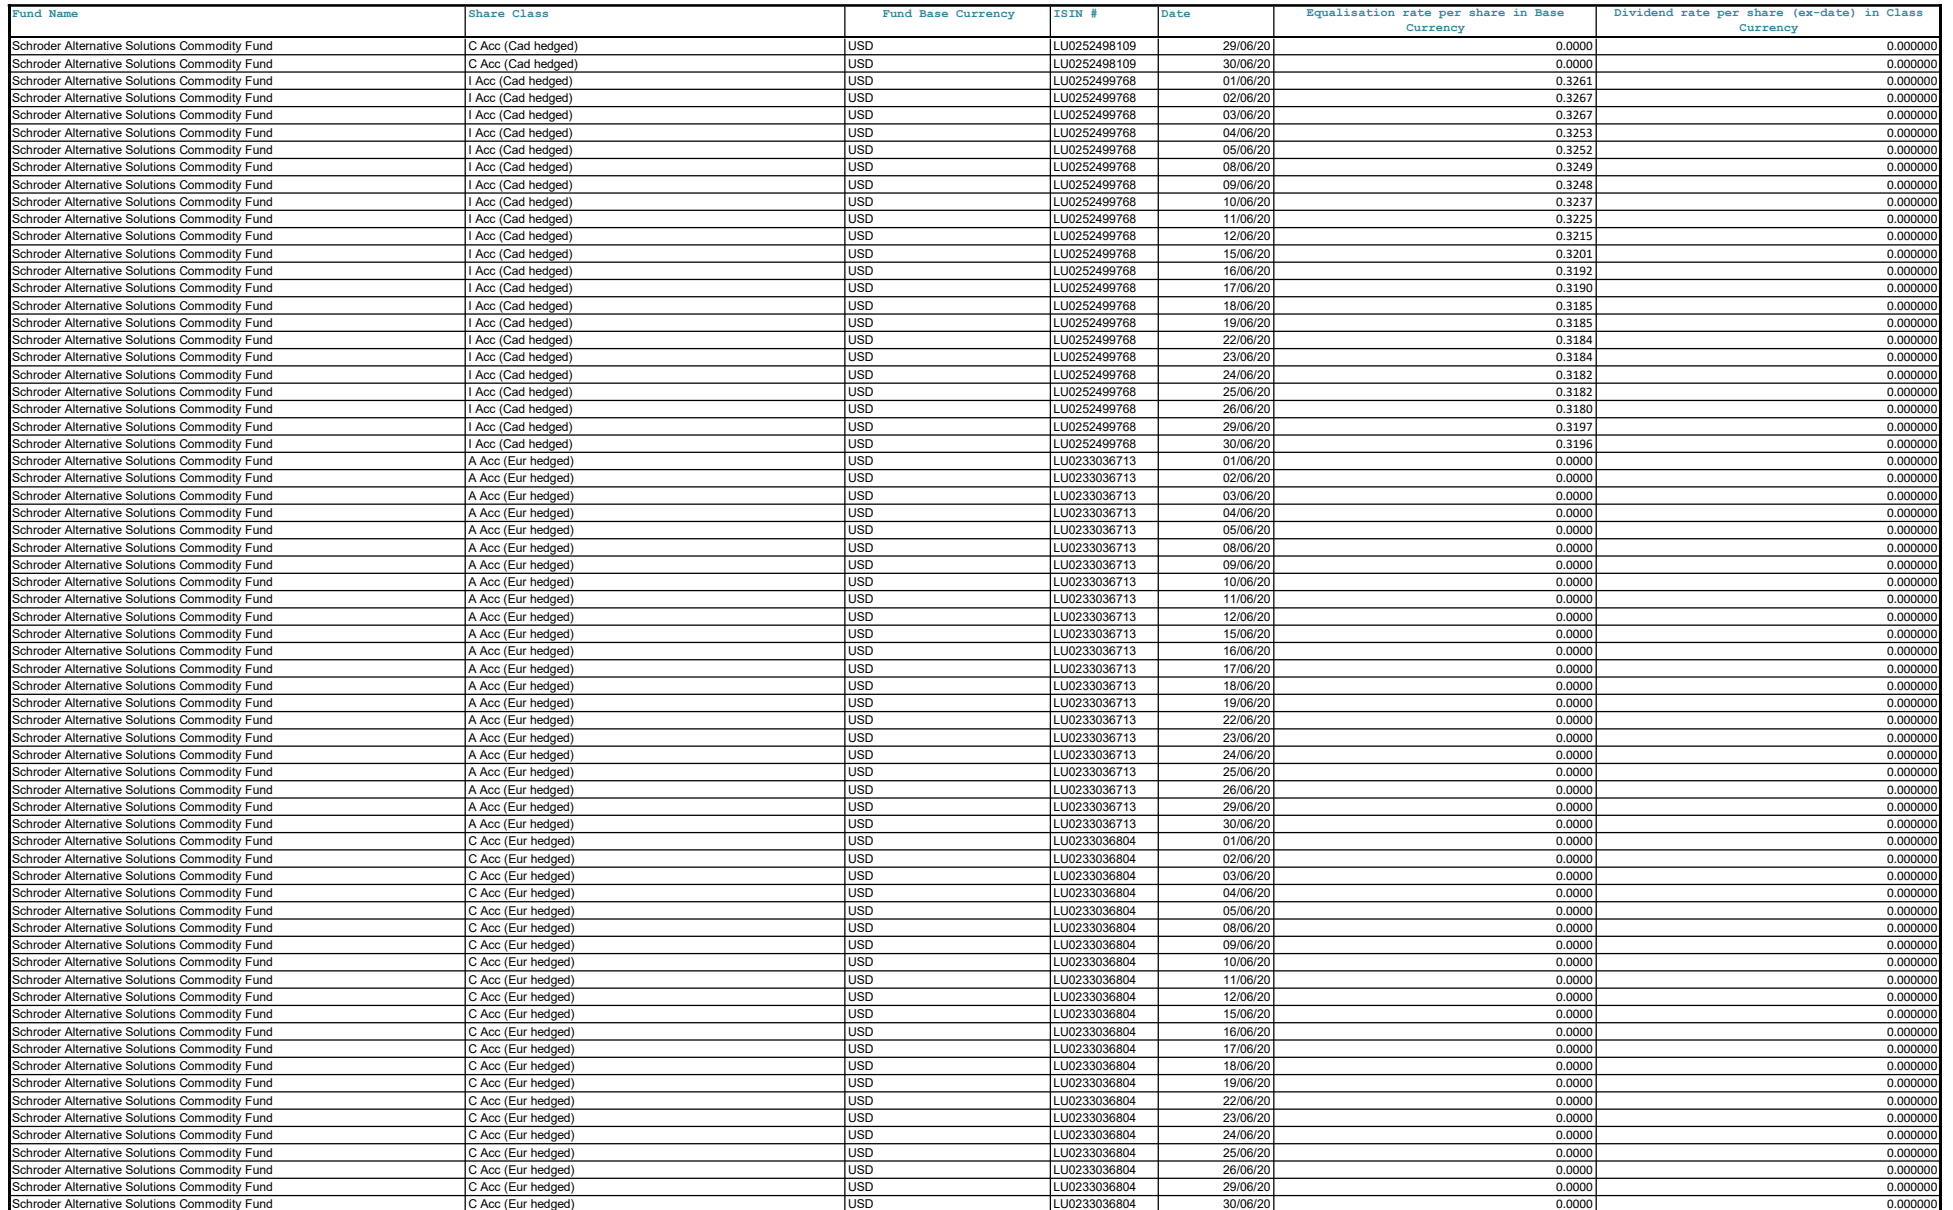 Fund Name Share Class Fund Base Currency ISIN # Date Equalisation rate per share in Base Currency Dividend rate per share (ex-date) in Class Currency
Schroder Alternative Solutions Commodity Fund C Acc (Cad hedged) USD LU0252498109 29/06/20 0.0000 0.000000
Schroder Alternative Solutions Commodity Fund C Acc (Cad hedged) USD LU0252498109 30/06/20 0.0000 0.000000
Schroder Alternative Solutions Commodity Fund I Acc (Cad hedged) USD LU0252499768 01/06/20 0.3261 0.000000
Schroder Alternative Solutions Commodity Fund I Acc (Cad hedged) USD LU0252499768 02/06/20 0.3267 0.000000
Schroder Alternative Solutions Commodity Fund I Acc (Cad hedged) USD LU0252499768 03/06/20 0.3267 0.000000
Schroder Alternative Solutions Commodity Fund I Acc (Cad hedged) USD LU0252499768 04/06/20 0.3253 0.000000
Schroder Alternative Solutions Commodity Fund I Acc (Cad hedged) USD LU0252499768 05/06/20 0.3252 0.000000
Schroder Alternative Solutions Commodity Fund I Acc (Cad hedged) USD LU0252499768 08/06/20 0.3249 0.000000
Schroder Alternative Solutions Commodity Fund I Acc (Cad hedged) USD LU0252499768 09/06/20 0.3248 0.000000
Schroder Alternative Solutions Commodity Fund I Acc (Cad hedged) USD LU0252499768 10/06/20 0.3237 0.000000
Schroder Alternative Solutions Commodity Fund I Acc (Cad hedged) USD LU0252499768 11/06/20 0.3225 0.000000
Schroder Alternative Solutions Commodity Fund I Acc (Cad hedged) USD LU0252499768 12/06/20 0.3215 0.000000
Schroder Alternative Solutions Commodity Fund I Acc (Cad hedged) USD LU0252499768 15/06/20 0.3201 0.000000
Schroder Alternative Solutions Commodity Fund I Acc (Cad hedged) USD LU0252499768 16/06/20 0.3192 0.000000
Schroder Alternative Solutions Commodity Fund I Acc (Cad hedged) USD LU0252499768 17/06/20 0.3190 0.000000
Schroder Alternative Solutions Commodity Fund I Acc (Cad hedged) USD LU0252499768 18/06/20 0.3185 0.000000
Schroder Alternative Solutions Commodity Fund I Acc (Cad hedged) USD LU0252499768 19/06/20 0.3185 0.000000
Schroder Alternative Solutions Commodity Fund I Acc (Cad hedged) USD LU0252499768 22/06/20 0.3184 0.000000
Schroder Alternative Solutions Commodity Fund I Acc (Cad hedged) USD LU0252499768 23/06/20 0.3184 0.000000
Schroder Alternative Solutions Commodity Fund I Acc (Cad hedged) USD LU0252499768 24/06/20 0.3182 0.000000
Schroder Alternative Solutions Commodity Fund I Acc (Cad hedged) USD LU0252499768 25/06/20 0.3182 0.000000
Schroder Alternative Solutions Commodity Fund I Acc (Cad hedged) USD LU0252499768 26/06/20 0.3180 0.000000
Schroder Alternative Solutions Commodity Fund I Acc (Cad hedged) USD LU0252499768 29/06/20 0.3197 0.000000
Schroder Alternative Solutions Commodity Fund I Acc (Cad hedged) USD LU0252499768 30/06/20 0.3196 0.000000
Schroder Alternative Solutions Commodity Fund A Acc (Eur hedged) USD LU0233036713 01/06/20 0.0000 0.000000
Schroder Alternative Solutions Commodity Fund A Acc (Eur hedged) USD LU0233036713 02/06/20 0.0000 0.000000
Schroder Alternative Solutions Commodity Fund A Acc (Eur hedged) USD LU0233036713 03/06/20 0.0000 0.000000
Schroder Alternative Solutions Commodity Fund A Acc (Eur hedged) USD LU0233036713 04/06/20 0.0000 0.000000
Schroder Alternative Solutions Commodity Fund A Acc (Eur hedged) USD LU0233036713 05/06/20 0.0000 0.000000
Schroder Alternative Solutions Commodity Fund A Acc (Eur hedged) USD LU0233036713 08/06/20 0.0000 0.000000
Schroder Alternative Solutions Commodity Fund A Acc (Eur hedged) USD LU0233036713 09/06/20 0.0000 0.000000
Schroder Alternative Solutions Commodity Fund A Acc (Eur hedged) USD LU0233036713 10/06/20 0.0000 0.000000
Schroder Alternative Solutions Commodity Fund A Acc (Eur hedged) USD LU0233036713 11/06/20 0.0000 0.000000
Schroder Alternative Solutions Commodity Fund A Acc (Eur hedged) USD LU0233036713 12/06/20 0.0000 0.000000
Schroder Alternative Solutions Commodity Fund A Acc (Eur hedged) USD LU0233036713 15/06/20 0.0000 0.000000
Schroder Alternative Solutions Commodity Fund A Acc (Eur hedged) USD LU0233036713 16/06/20 0.0000 0.000000
Schroder Alternative Solutions Commodity Fund A Acc (Eur hedged) USD LU0233036713 17/06/20 0.0000 0.000000
Schroder Alternative Solutions Commodity Fund A Acc (Eur hedged) USD LU0233036713 18/06/20 0.0000 0.000000
Schroder Alternative Solutions Commodity Fund A Acc (Eur hedged) USD LU0233036713 19/06/20 0.0000 0.000000
Schroder Alternative Solutions Commodity Fund A Acc (Eur hedged) USD LU0233036713 22/06/20 0.0000 0.000000
Schroder Alternative Solutions Commodity Fund A Acc (Eur hedged) USD LU0233036713 23/06/20 0.0000 0.000000
Schroder Alternative Solutions Commodity Fund A Acc (Eur hedged) USD LU0233036713 24/06/20 0.0000 0.000000
Schroder Alternative Solutions Commodity Fund A Acc (Eur hedged) USD LU0233036713 25/06/20 0.0000 0.000000
Schroder Alternative Solutions Commodity Fund A Acc (Eur hedged) USD LU0233036713 26/06/20 0.0000 0.000000
Schroder Alternative Solutions Commodity Fund A Acc (Eur hedged) USD LU0233036713 29/06/20 0.0000 0.000000
Schroder Alternative Solutions Commodity Fund A Acc (Eur hedged) USD LU0233036713 30/06/20 0.0000 0.000000
Schroder Alternative Solutions Commodity Fund C Acc (Eur hedged) USD LU0233036804 01/06/20 0.0000 0.000000
Schroder Alternative Solutions Commodity Fund C Acc (Eur hedged) USD LU0233036804 02/06/20 0.0000 0.000000
Schroder Alternative Solutions Commodity Fund C Acc (Eur hedged) USD LU0233036804 03/06/20 0.0000 0.000000
Schroder Alternative Solutions Commodity Fund C Acc (Eur hedged) USD LU0233036804 04/06/20 0.0000 0.000000
Schroder Alternative Solutions Commodity Fund C Acc (Eur hedged) USD LU0233036804 05/06/20 0.0000 0.000000
Schroder Alternative Solutions Commodity Fund C Acc (Eur hedged) USD LU0233036804 08/06/20 0.0000 0.000000
Schroder Alternative Solutions Commodity Fund C Acc (Eur hedged) USD LU0233036804 09/06/20 0.0000 0.000000
Schroder Alternative Solutions Commodity Fund C Acc (Eur hedged) USD LU0233036804 10/06/20 0.0000 0.000000
Schroder Alternative Solutions Commodity Fund C Acc (Eur hedged) USD LU0233036804 11/06/20 0.0000 0.000000
Schroder Alternative Solutions Commodity Fund C Acc (Eur hedged) USD LU0233036804 12/06/20 0.0000 0.000000
Schroder Alternative Solutions Commodity Fund C Acc (Eur hedged) USD LU0233036804 15/06/20 0.0000 0.000000
Schroder Alternative Solutions Commodity Fund C Acc (Eur hedged) USD LU0233036804 16/06/20 0.0000 0.000000
Schroder Alternative Solutions Commodity Fund C Acc (Eur hedged) USD LU0233036804 17/06/20 0.0000 0.000000
Schroder Alternative Solutions Commodity Fund C Acc (Eur hedged) USD LU0233036804 18/06/20 0.0000 0.000000
Schroder Alternative Solutions Commodity Fund C Acc (Eur hedged) USD LU0233036804 19/06/20 0.0000 0.000000
Schroder Alternative Solutions Commodity Fund C Acc (Eur hedged) USD LU0233036804 22/06/20 0.0000 0.000000
Schroder Alternative Solutions Commodity Fund C Acc (Eur hedged) USD LU0233036804 23/06/20 0.0000 0.000000
Schroder Alternative Solutions Commodity Fund C Acc (Eur hedged) USD LU0233036804 24/06/20 0.0000 0.000000
Schroder Alternative Solutions Commodity Fund C Acc (Eur hedged) USD LU0233036804 25/06/20 0.0000 0.000000
Schroder Alternative Solutions Commodity Fund C Acc (Eur hedged) USD LU0233036804 26/06/20 0.0000 0.000000
Schroder Alternative Solutions Commodity Fund C Acc (Eur hedged) USD LU0233036804 29/06/20 0.0000 0.000000
Schroder Alternative Solutions Commodity Fund C Acc (Eur hedged) USD LU0233036804 30/06/20 0.0000 0.000000